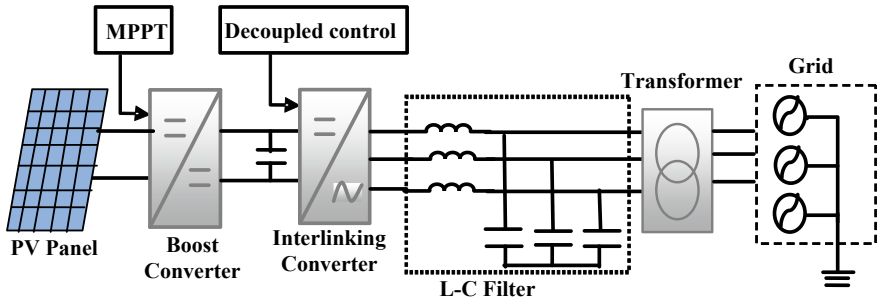 MPPT
Decoupled control
Transformer
Grid
PV Panel
Boost
Converter
Interlinking
Converter
L-C Filter